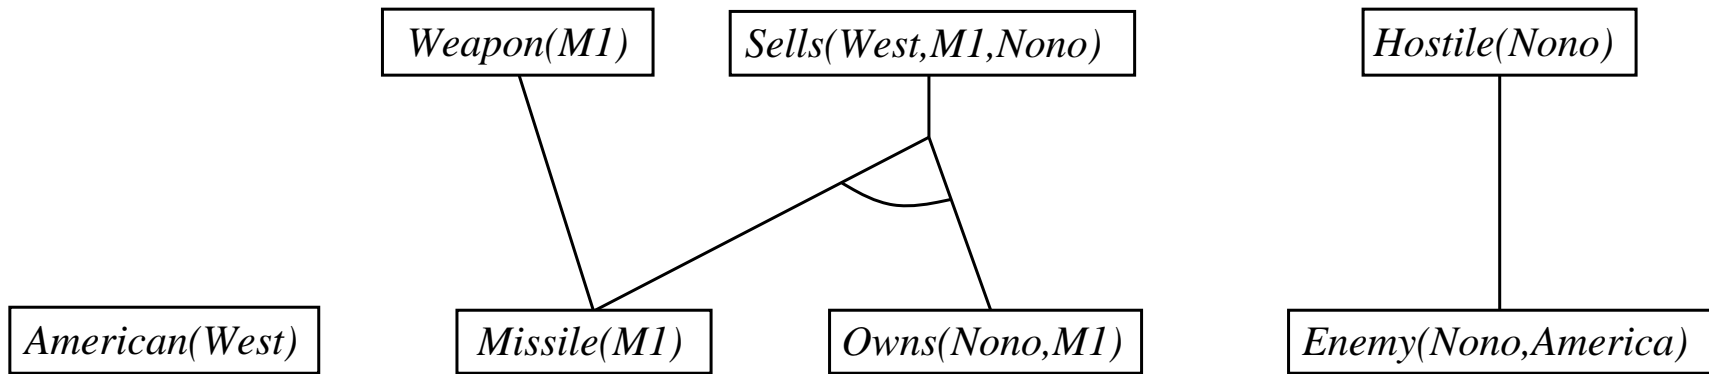 Weapon(M1)
Sells(West,M1,Nono)
Hostile(Nono)
American(West)
Missile(M1)
Owns(Nono,M1)
Enemy(Nono,America)